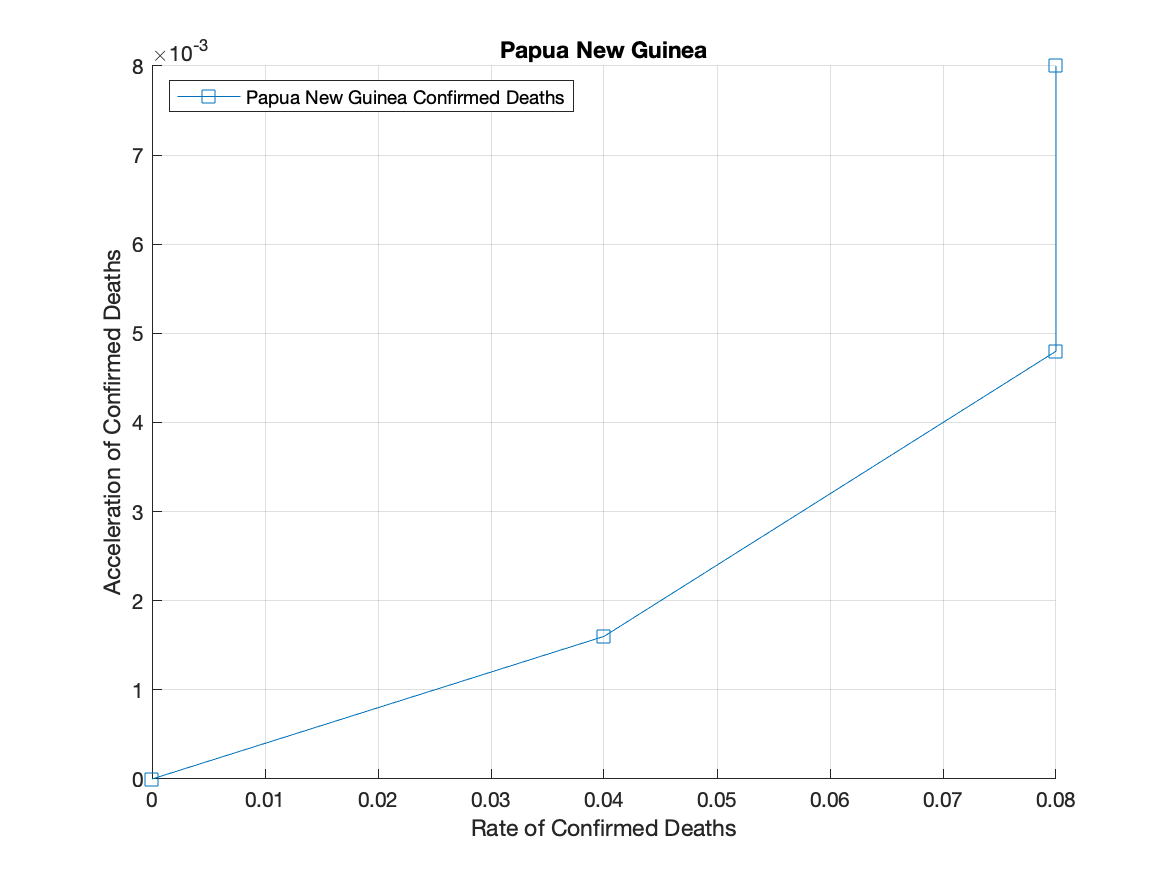 ×10-3
Papua New Guinea
Papua New Guinea Confirmed Deaths
8
7
6
5
4
3
2
1
0
Acceleration of Confirmed Deaths
0 0.01 0.02 0.03 0.04 0.05 0.06 0.07 0.08
Rate of Confirmed Deaths